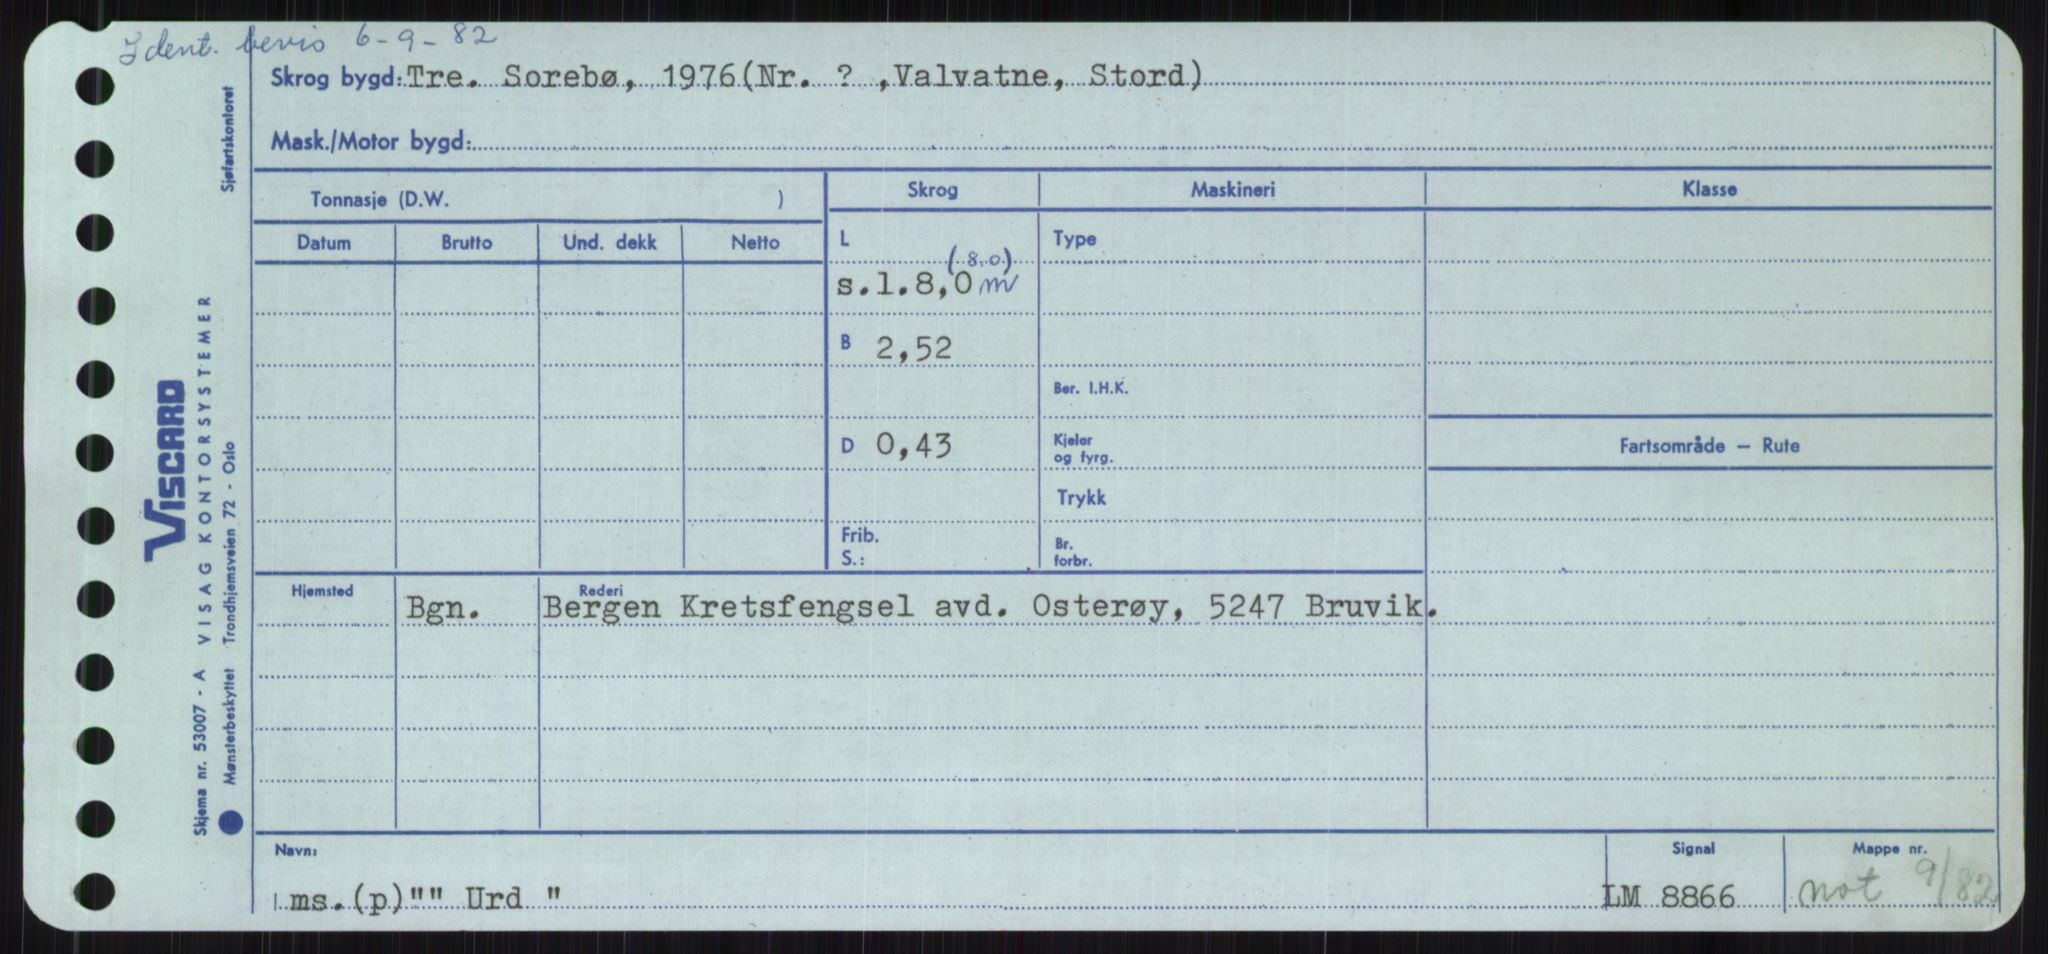 Ident. bevis 6-9-82
Skrog bygd: Tre. Sorebø, 1976(Nr. ? ,Valvatne, Stord)
Mask./Motor bygd:
Tonnasje (D.W. )
Skrog Maskineri Klasse
Datum Brutto Und. dekk Netto
L Type
(8,0)
s.l.8,0 m
B 2,52
Ber. I.H.K.
D 0,43
Kjeler
og fyrg.
Fartsområde — Rute
Trykk
Frib.
S.:
Br.
forbr.
Hjemsted Rederi
Bgn. Bergen Kretsfengsel avd. Osterøy, 5247 Bruvik.
Navn: Signal Mappe nr.
ms.(p)"" Urd " LM 8866 not 9/82
Sjøfartskontoret
VISCARD
Skjema nr. 53007 - A VISAG KONTORSYSTEMER
Mønsterbeskyttet Trondhjemsveien 72 - Oslo